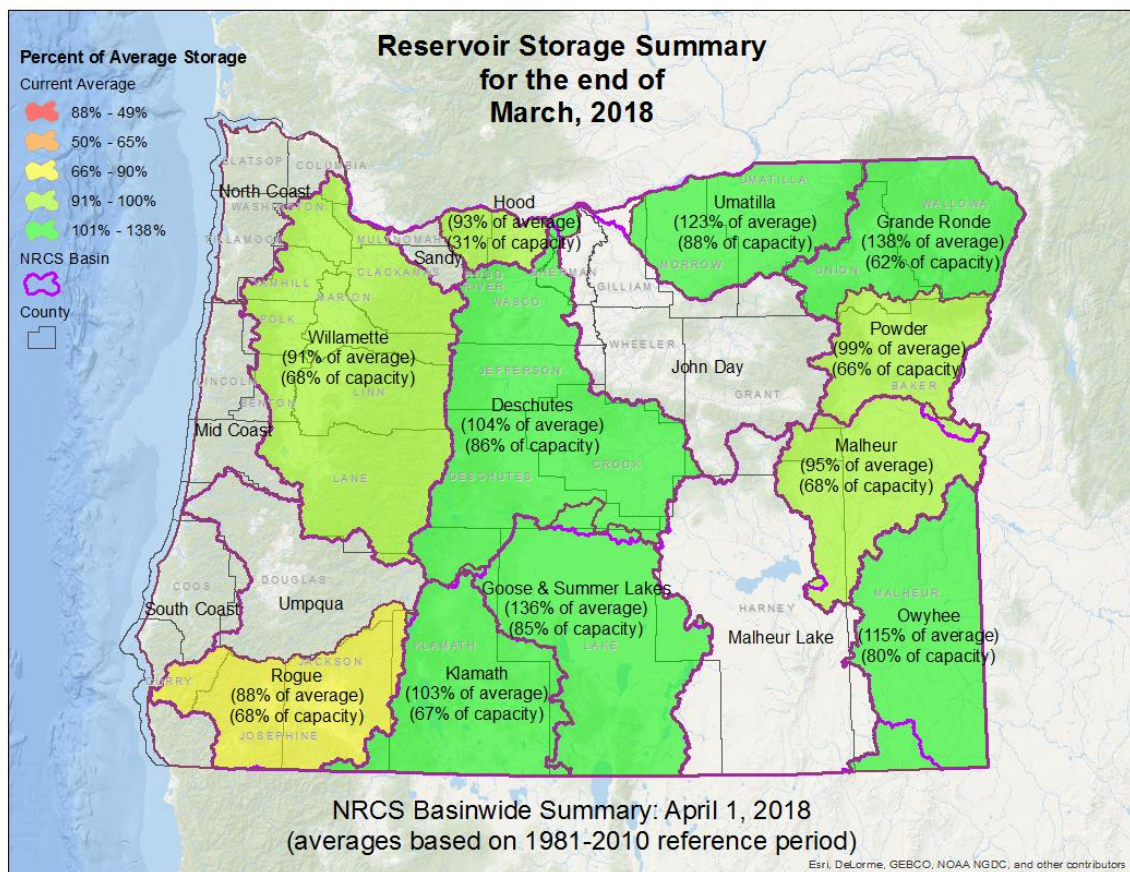 Reservoir Storage Summary
for the end of
March, 2018
Percent of Average Storage
Current Average
88% - 49%
50% - 65%
66% - 90%
91% - 100%
101% - 138%
NRCS Basin
County
CLATSOP
COLUMBIA
North Coast
WASHINGTON
TILLAMOOK
MULTNOMAH
YAMHILL
CLACKAMAS
MARION
POLK
Sandy
Hood
(93% of average)
(31% of capacity)
HOOD
RIVER
SHERMAN
WASCO
GILLIAM
UMATILLA
Umatilla
(123% of average)
(88% of capacity)
MORROW
WALLOWA
Grande Ronde
(138% of average)
(62% of capacity)
UNION
Willamette
(91% of average)
(68% of capacity)
LINCOLN
BENTON
LINN
Mid Coast
LANE
JEFFERSON
Deschutes
(104% of average)
(86% of capacity)
DESCHUTES
CROOK
WHEELER
John Day
GRANT
Powder
(99% of average)
(66% of capacity)
BAKER
Malheur
(95% of average)
(68% of capacity)
COOS
South Coast
DOUGLAS
Umpqua
Goose & Summer Lakes
(136% of average)
(85% of capacity)
LAKE
HARNEY
Malheur Lake
MALHEUR
Owyhee
(115% of average)
(80% of capacity)
CURRY
JACKSON
Rogue
(88% of average)
(68% of capacity)
JOSEPHINE
KLAMATH
Klamath
(103% of average)
(67% of capacity)
NRCS Basinwide Summary: April 1, 2018
(averages based on 1981-2010 reference period)
Esri, DeLorme, GEBCO, NOAA NGDC, and other contributors